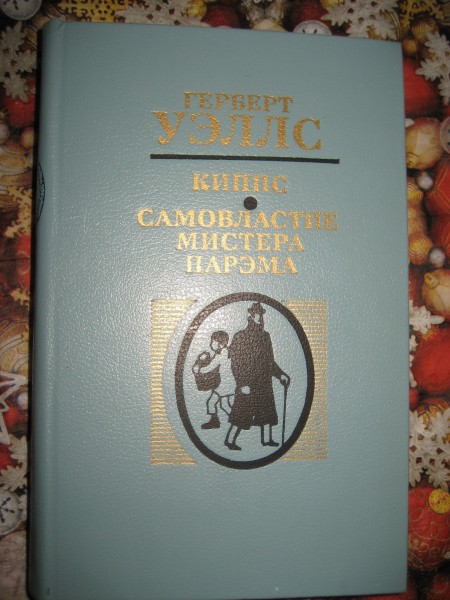 ГЕРБЕРТ
УЭЛЛС
КИППС
САМОВЛАСТИЕ
МИСТЕРА
ПАРЭМА